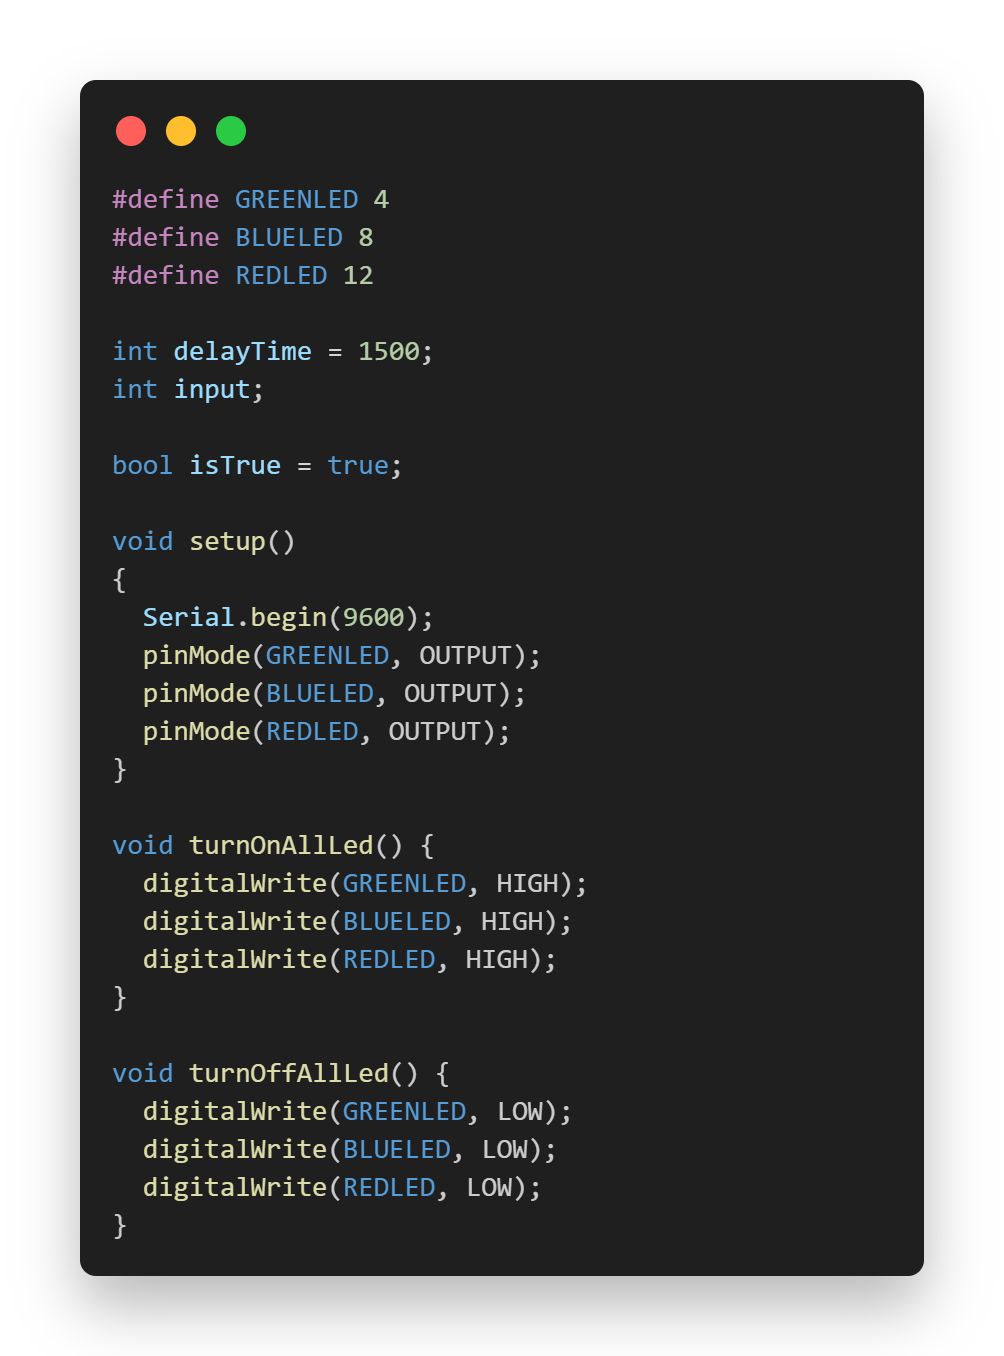 #define GREENLED 4
#define BLUELED 8
#define REDLED 12

int delayTime = 1500;
int input;

bool isTrue = true;

void setup()
{
  Serial.begin(9600);
  pinMode(GREENLED, OUTPUT);
  pinMode(BLUELED, OUTPUT);
  pinMode(REDLED, OUTPUT);
}

void turnOnAllLed() {
  digitalWrite(GREENLED, HIGH);
  digitalWrite(BLUELED, HIGH);
  digitalWrite(REDLED, HIGH);
}

void turnOffAllLed() {
  digitalWrite(GREENLED, LOW);
  digitalWrite(BLUELED, LOW);
  digitalWrite(REDLED, LOW);
}